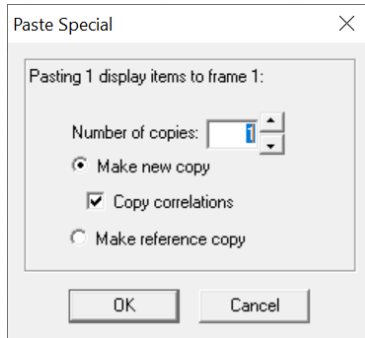 Paste Special
Pasting 1 display items to frame 1:
Number of copies: 1
Make new copy
Copy correlations
Make reference copy
OK Cancel